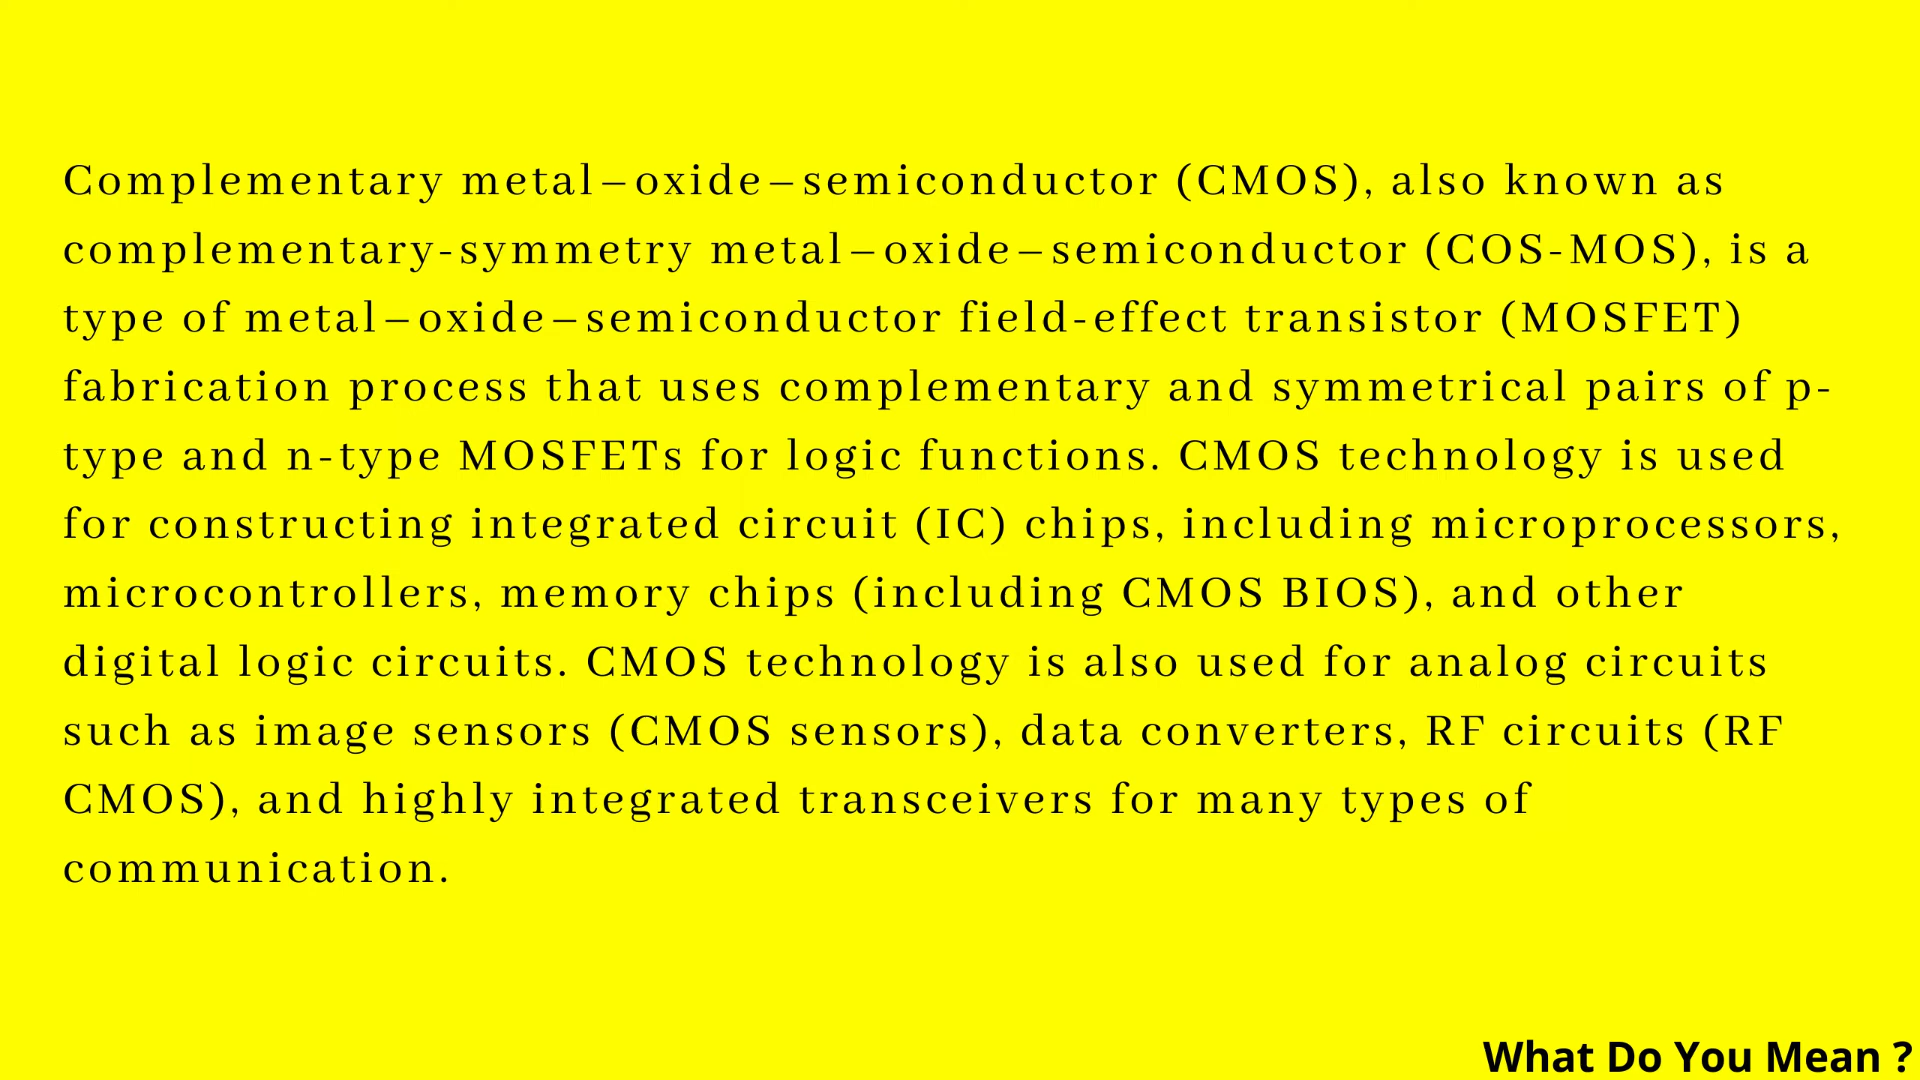 Complementary metal–oxide–semiconductor (CMOS), also known as
complementary-symmetry metal–oxide–semiconductor (COS-MOS), is a
type of metal–oxide–semiconductor field-effect transistor (MOSFET)
fabrication process that uses complementary and symmetrical pairs of p-
type and n-type MOSFETs for logic functions. CMOS technology is used
for constructing integrated circuit (IC) chips, including microprocessors,
microcontrollers, memory chips (including CMOS BIOS), and other
digital logic circuits. CMOS technology is also used for analog circuits
such as image sensors (CMOS sensors), data converters, RF circuits (RF
CMOS), and highly integrated transceivers for many types of
communication.
What Do You Mean ?